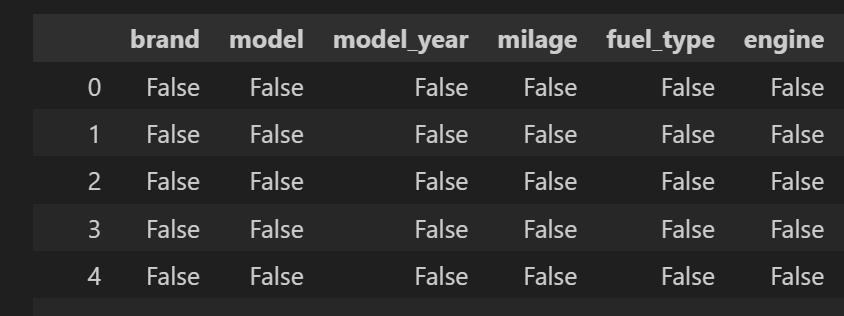 brand model model_year milage fuel_type engine
0 False False False False False False
1 False False False False False False
2 False False False False False False
3 False False False False False False
4 False False False False False False